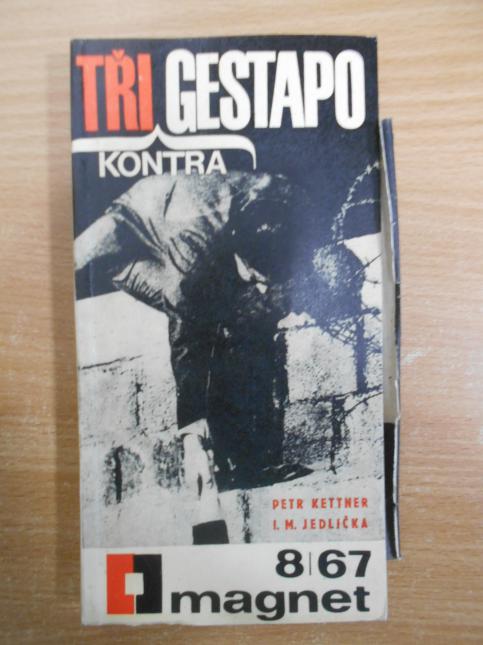 TŘI GESTAPO
KONTRA
PETR KETTNER
I. M. JEDLIČKA
8|67
magnet